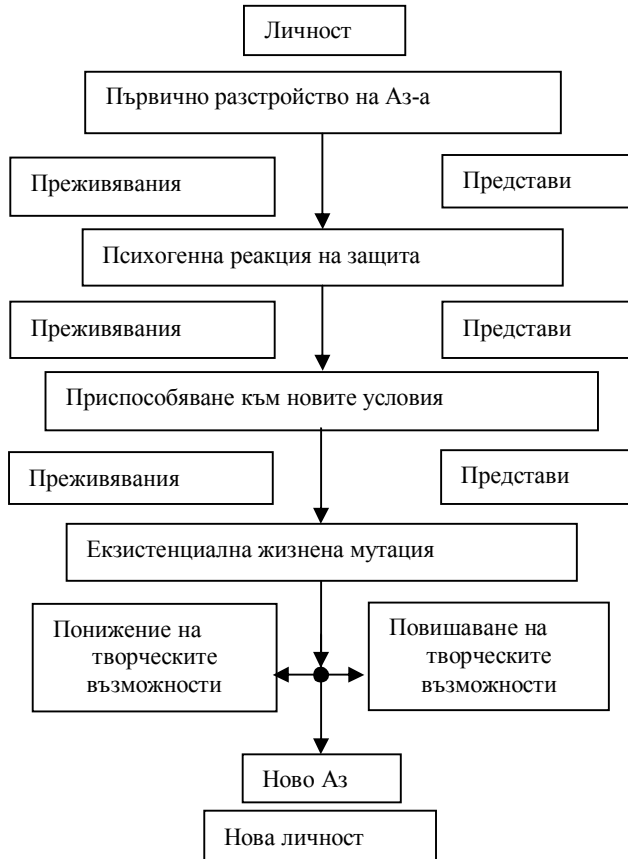 Личност
Първично разстройство на Аз-а
Преживявания
Представи
Психогенна реакция на защита
Преживявания
Представи
Приспособяване към новите условия
Преживявания
Представи
Екзистенциална жизнена мутация
Понижение на
творческите
възможности
Повишаване на
творческите
възможности
Ново Аз
Нова личност